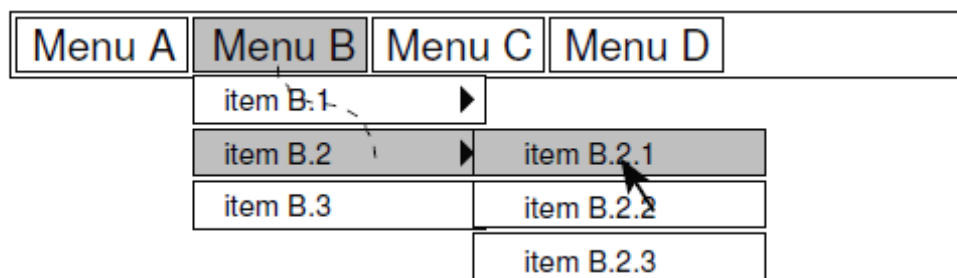 Menu A Menu B Menu C Menu D
item B.1
item B.2 item B.2.1
item B.3 item B.2.2
item B.2.3